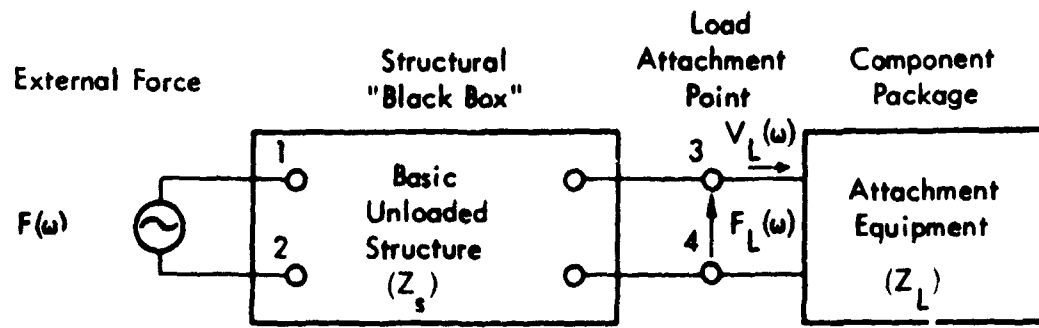 External Force
Structural
"Black Box"
Load
Attachment
Point
Component
Package
1
2
Basic
Unloaded
Structure
(Z_s)
F(ω)
3
4
V_L(ω)
F_L(ω)
Attachment
Equipment
(Z_L)